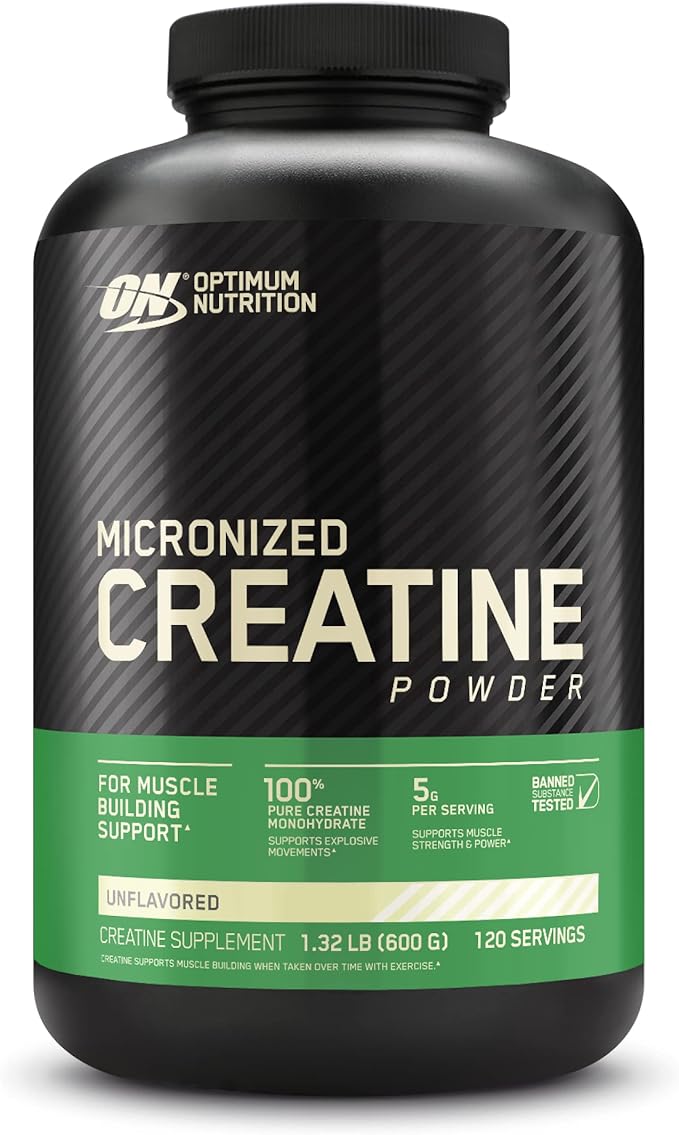 ON® OPTIMUM
NUTRITION
MICRONIZED
CREATINE
POWDER
FOR MUSCLE
BUILDING
SUPPORT▲
100%
PURE CREATINE
MONOHYDRATE
SUPPORTS EXPLOSIVE
MOVEMENTS▲
5G
PER SERVING
SUPPORTS MUSCLE
STRENGTH & POWER▲
BANNED
SUBSTANCE
TESTED
UNFLAVORED
CREATINE SUPPLEMENT 1.32 LB (600 G) 120 SERVINGS
CREATINE SUPPORTS MUSCLE BUILDING WHEN TAKEN OVER TIME WITH EXERCISE.▲